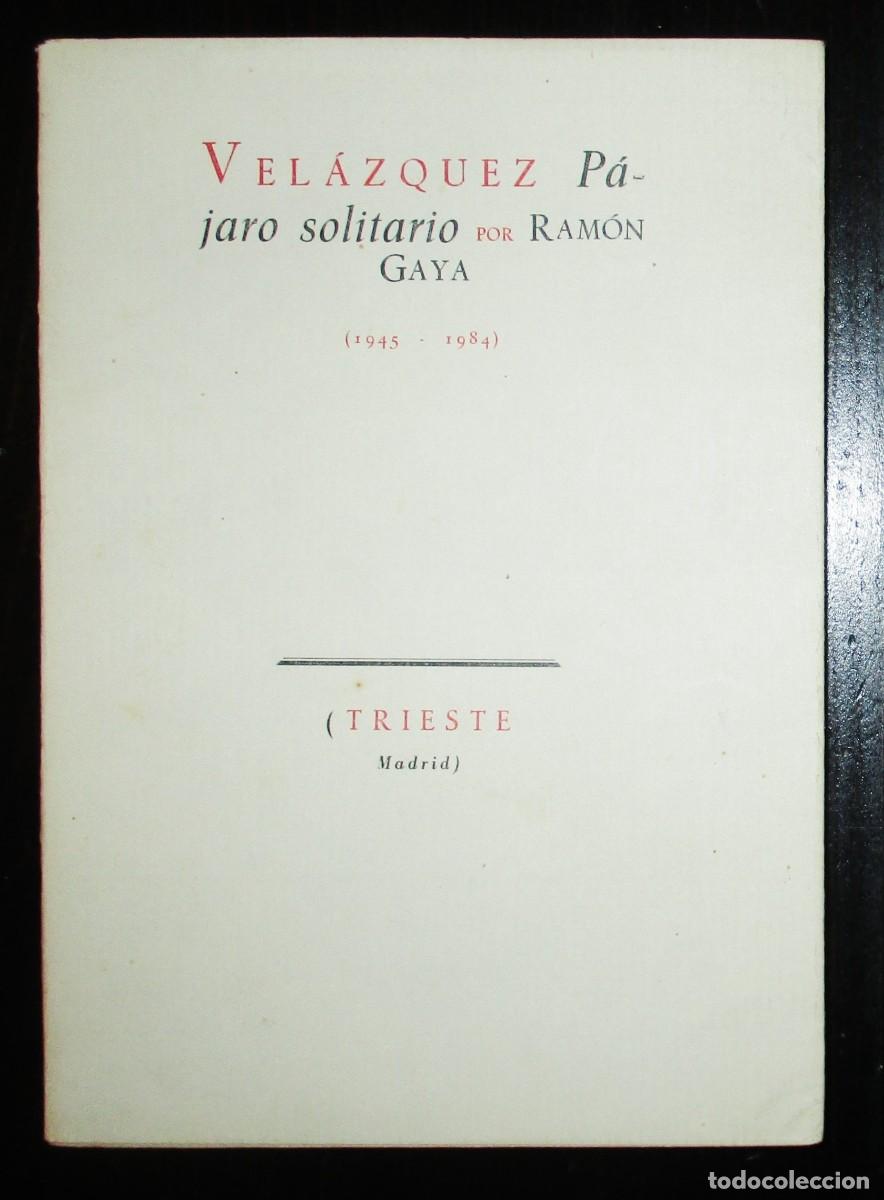 VELÁZQUEZ Pá-
jaro solitario POR RAMÓN
GAYA
(1945 - 1984)
(TRIESTE
Madrid)
todocoleccion